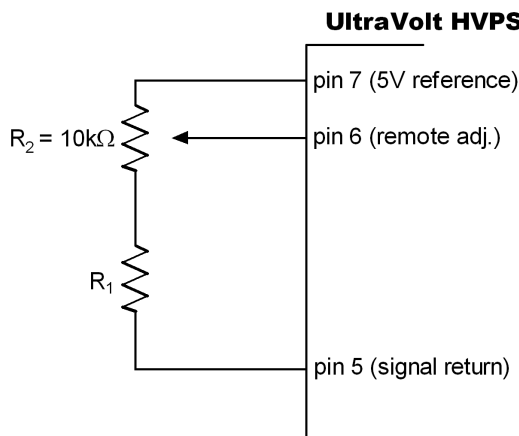 UltraVolt HVPS
pin 7 (5V reference)
R2 = 10kΩ
pin 6 (remote adj.)
R1
pin 5 (signal return)